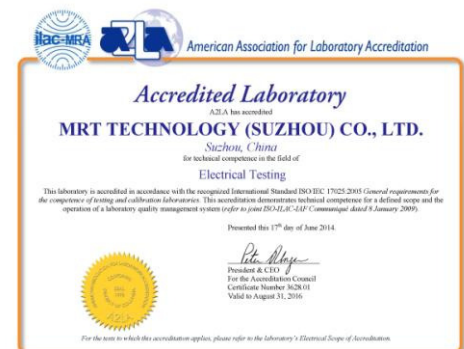 ilac-MRA
A2LA
American Association for Laboratory Accreditation
Accredited Laboratory
A2LA has accredited
MRT TECHNOLOGY (SUZHOU) CO., LTD.
Suzhou, China
for technical competence in the field of
Electrical Testing
This laboratory is accredited in accordance with the recognized International Standard ISO/IEC 17025:2005 General requirements for
the competence of testing and calibration laboratories. This accreditation demonstrates technical competence for a defined scope and the
operation of a laboratory quality management system (refer to joint ISO-ILAC-IAF Communiqué dated 8 January 2009).
Presented this 17th day of June 2014.
President & CEO
For the Accreditation Council
Certificate Number 3628.01
Valid to August 31, 2016
A2LA
For the tests to which this accreditation applies, please refer to the laboratory's Electrical Scope of Accreditation.